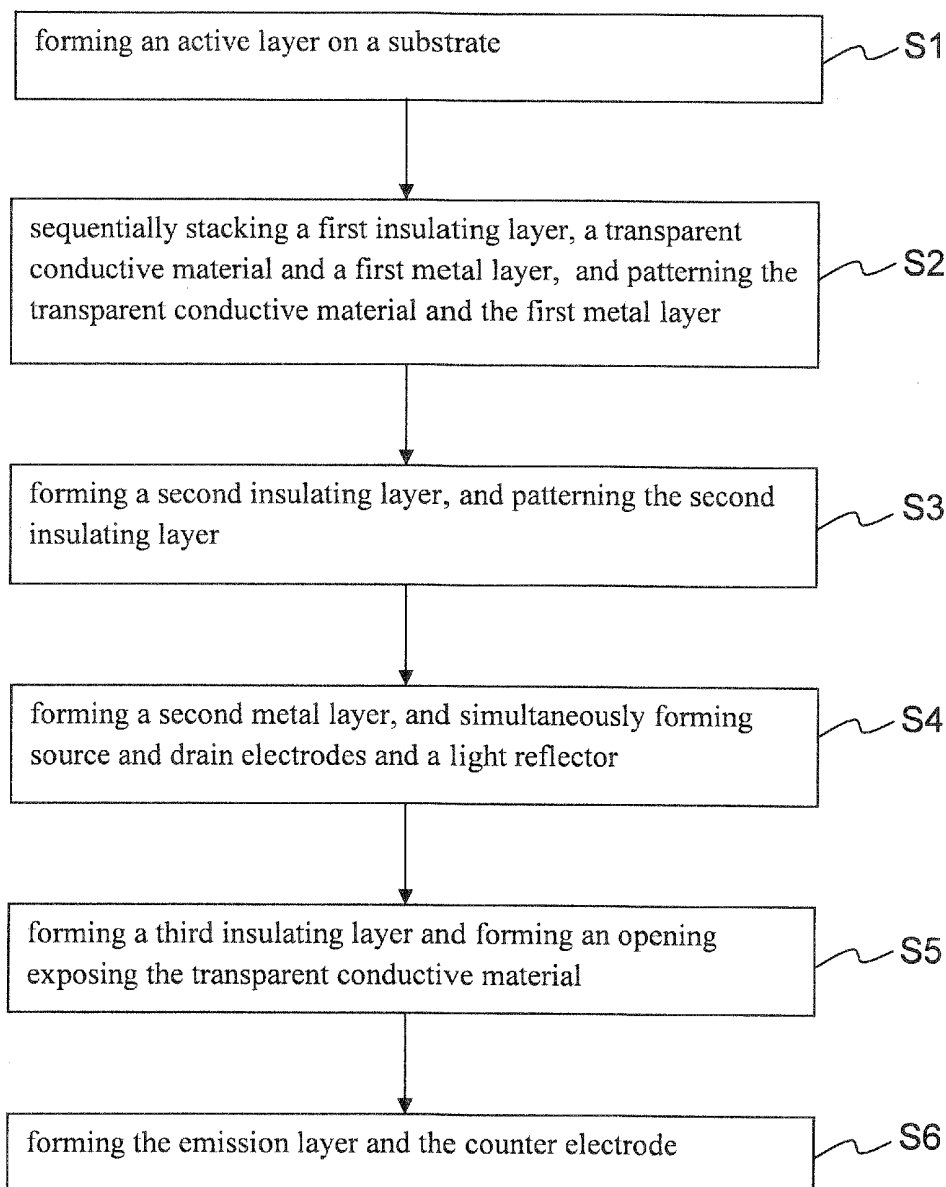 forming an active layer on a substrate
S1
sequentially stacking a first insulating layer, a transparent
conductive material and a first metal layer, and patterning the
transparent conductive material and the first metal layer
S2
forming a second insulating layer, and patterning the second
insulating layer
S3
forming a second metal layer, and simultaneously forming
source and drain electrodes and a light reflector
S4
forming a third insulating layer and forming an opening
exposing the transparent conductive material
S5
forming the emission layer and the counter electrode
S6